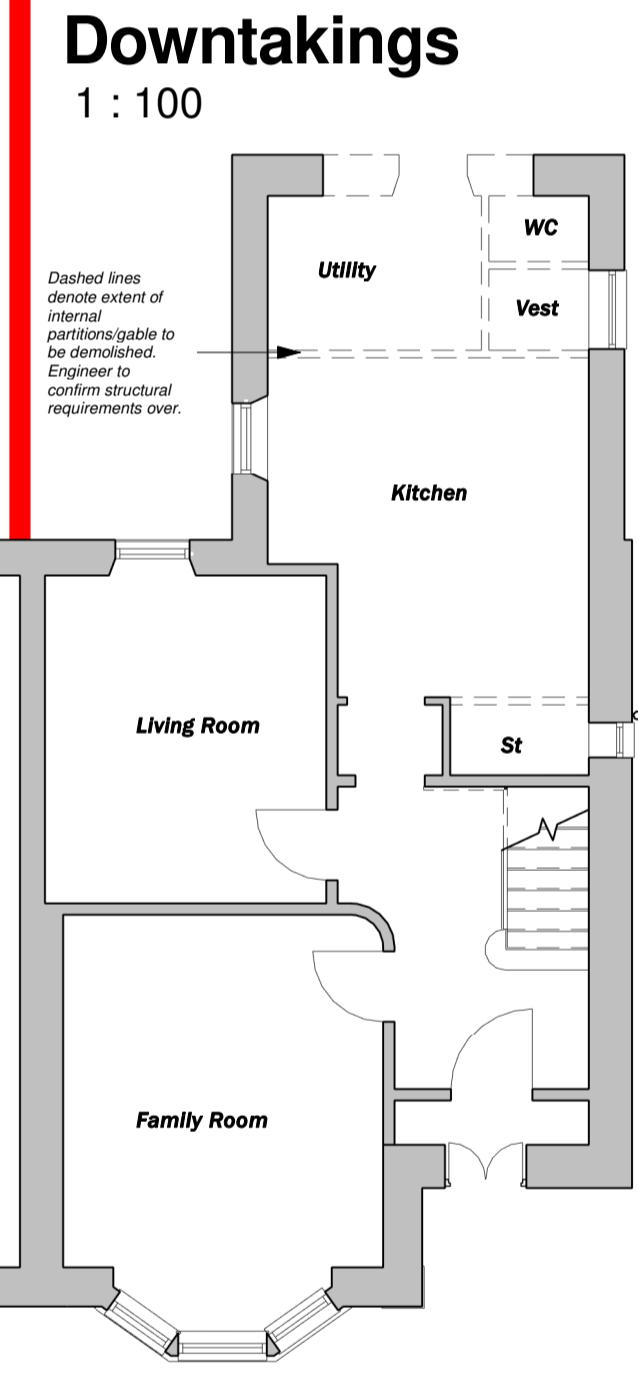 Downtakings
1 : 100
WC
Utility
Vest
Dashed lines
denote extent of
internal
partitions/gable to
be demolished.
Engineer to
confirm structural
requirements over.
Kitchen
Living Room
St
Family Room